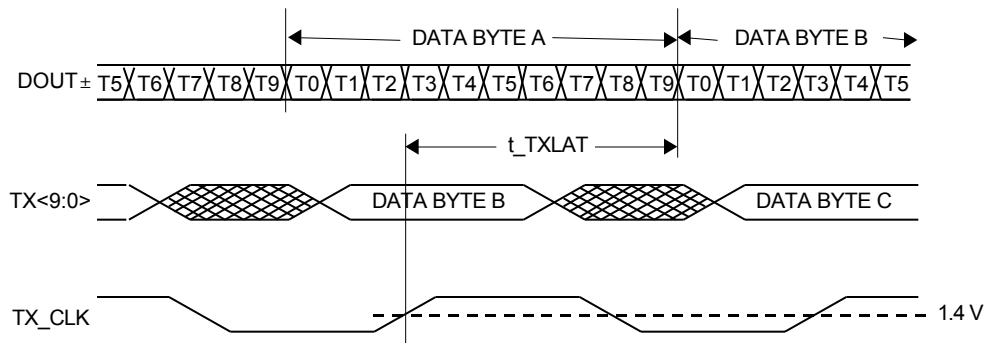 DATA BYTE A DATA BYTE B
DOUT± T5 T6 T7 T8 T9 T0 T1 T2 T3 T4 T5 T6 T7 T8 T9 T0 T1 T2 T3 T4 T5
t_TXLAT
TX<9:0> DATA BYTE B DATA BYTE C
TX_CLK 1.4 V